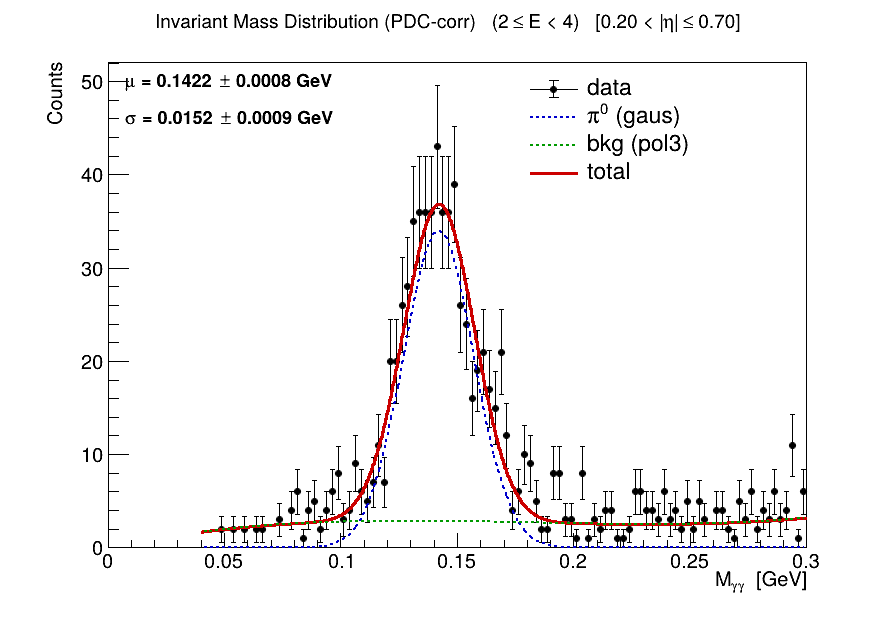 Invariant Mass Distribution (PDC-corr) (2 ≤ E < 4) [0.20 < |η| ≤ 0.70]
Counts
μ = 0.1422 ± 0.0008 GeV
σ = 0.0152 ± 0.0009 GeV
data
π⁰ (gaus)
bkg (pol3)
total
50
40
30
20
10
0
0 0.05 0.1 0.15 0.2 0.25 0.3
Mγγ [GeV]